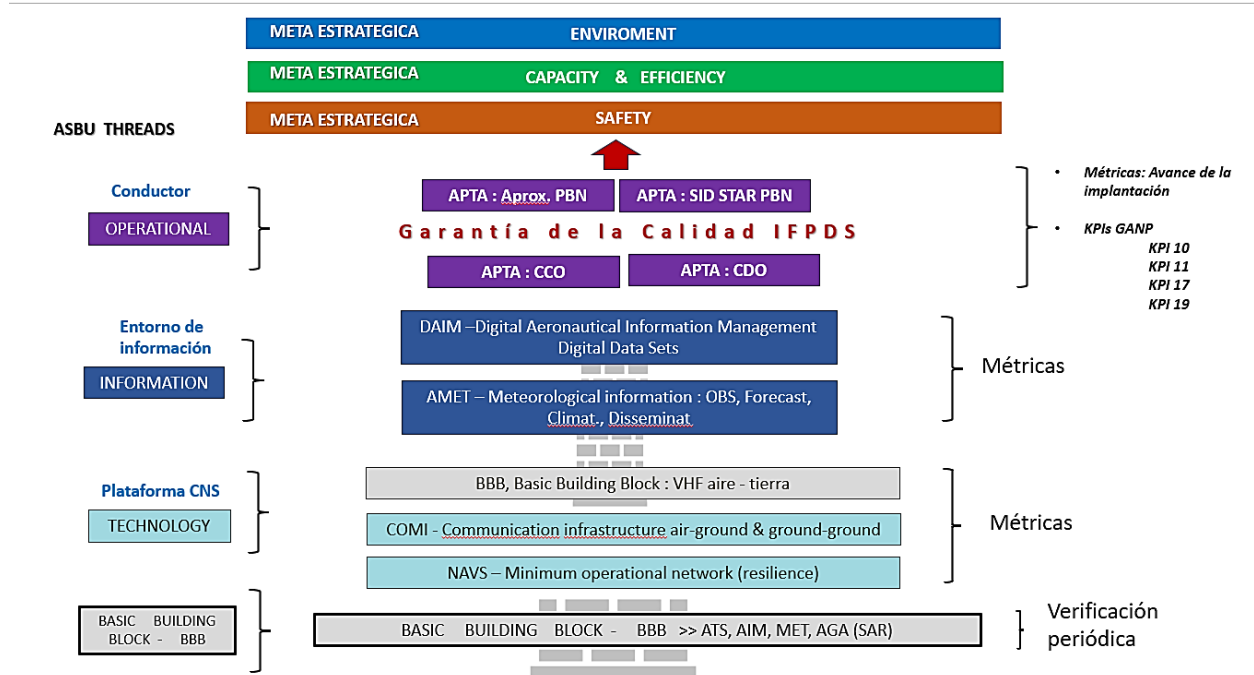 META ESTRATEGICA ENVIROMENT
META ESTRATEGICA CAPACITY & EFFICIENCY
META ESTRATEGICA SAFETY
ASBU THREADS
Conductor
OPERATIONAL
APTA : Aprox. PBN
APTA : SID STAR PBN
Garantía de la Calidad IFPDS
APTA : CCO
APTA : CDO
• Métricas: Avance de la
implantación
• KPIs GANP
KPI 10
KPI 11
KPI 17
KPI 19
Entorno de
información
INFORMATION
DAIM –Digital Aeronautical Information Management
Digital Data Sets
AMET – Meteorological information : OBS, Forecast,
Climat., Disseminat
Métricas
Plataforma CNS
TECHNOLOGY
BBB, Basic Building Block : VHF aire - tierra
COMI - Communication infrastructure air-ground & ground-ground
NAVS – Minimum operational network (resilience)
Métricas
BASIC BUILDING
BLOCK - BBB
BASIC BUILDING BLOCK - BBB >> ATS, AIM, MET, AGA (SAR)
Verificación
periódica